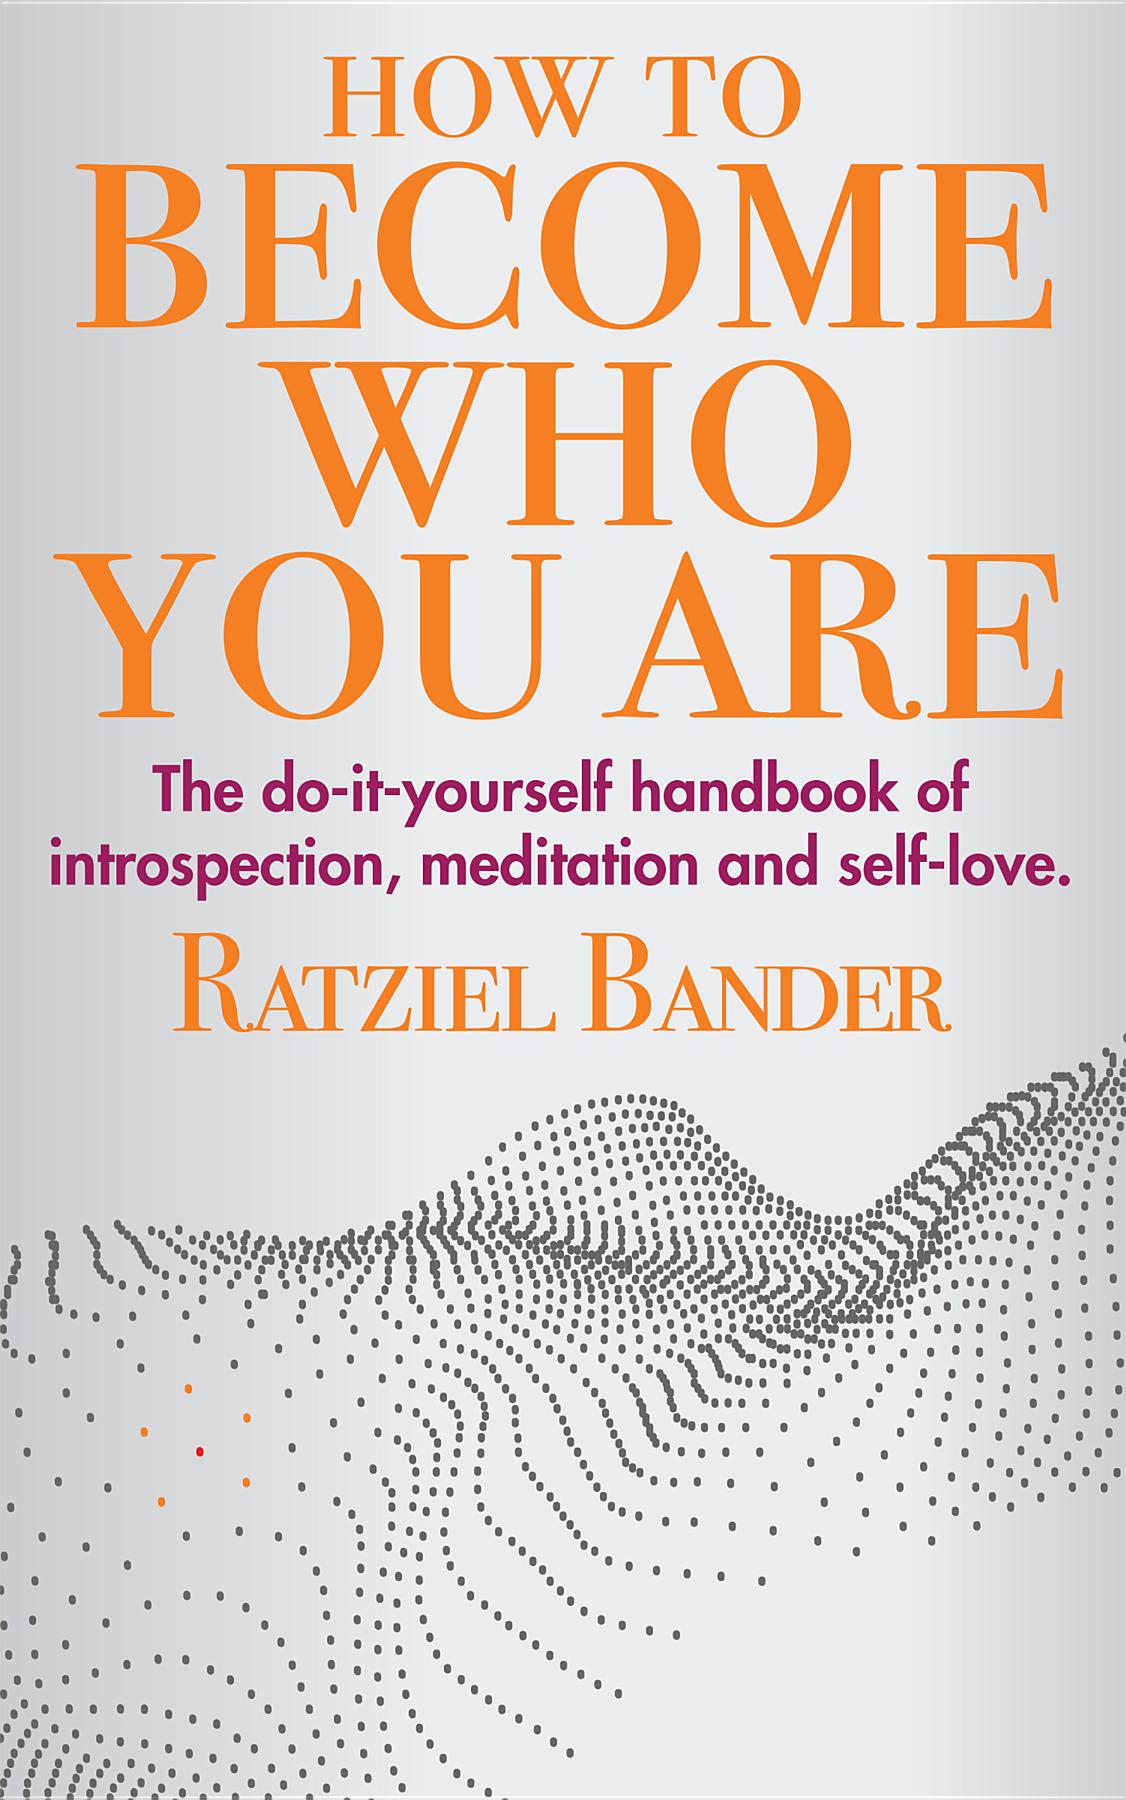 HOW TO
BECOME
WHO
YOU ARE
The do-it-yourself handbook of
introspection, meditation and self-love.
RATZIEL BANDER